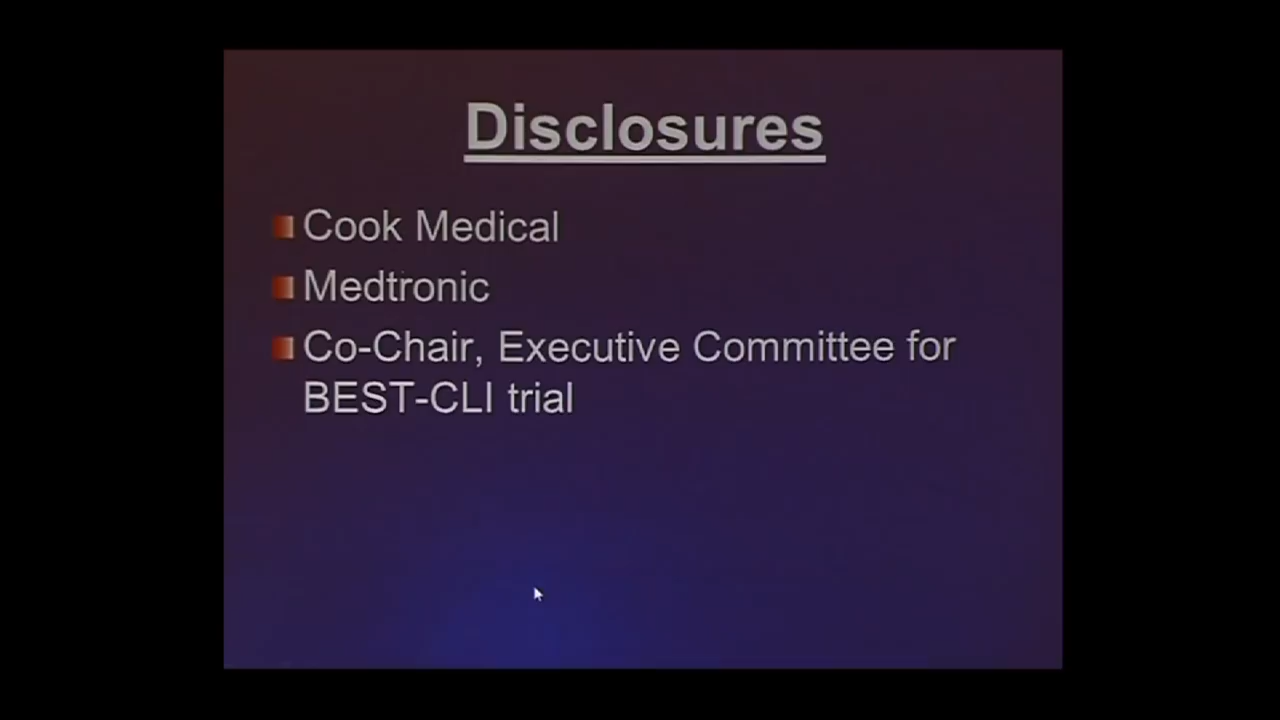 Disclosures
Cook Medical
Medtronic
Co-Chair, Executive Committee for
BEST-CLI trial